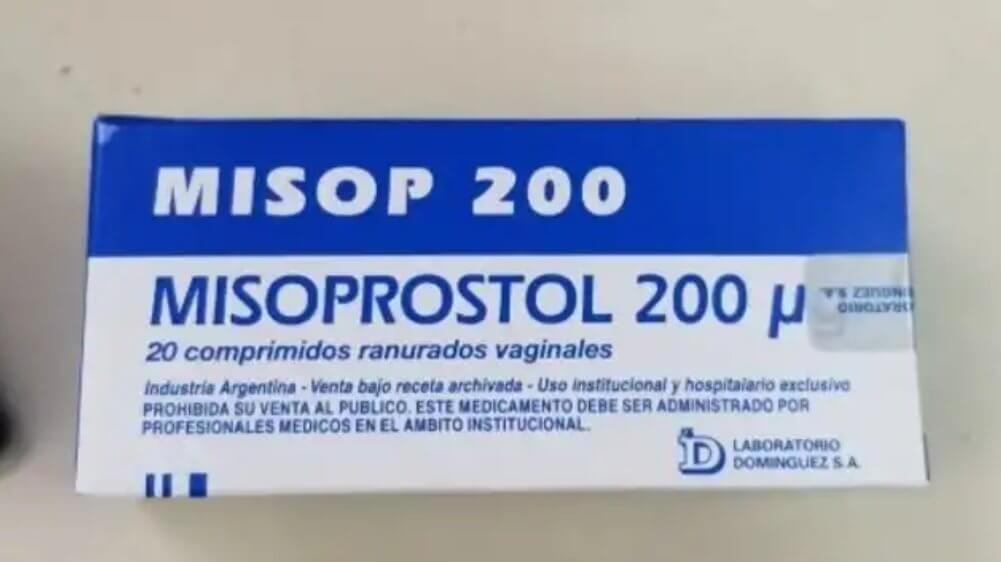 MISOP 200
MISOPROSTOL 200 µg
20 comprimidos ranurados vaginales
Industria Argentina - Venta bajo receta archivada - Uso institucional y hospitalario exclusivo
PROHIBIDA SU VENTA AL PUBLICO. ESTE MEDICAMENTO DEBE SER ADMINISTRADO POR
PROFESIONALES MEDICOS EN EL AMBITO INSTITUCIONAL.
LABORATORIO
DOMINGUEZ S.A.